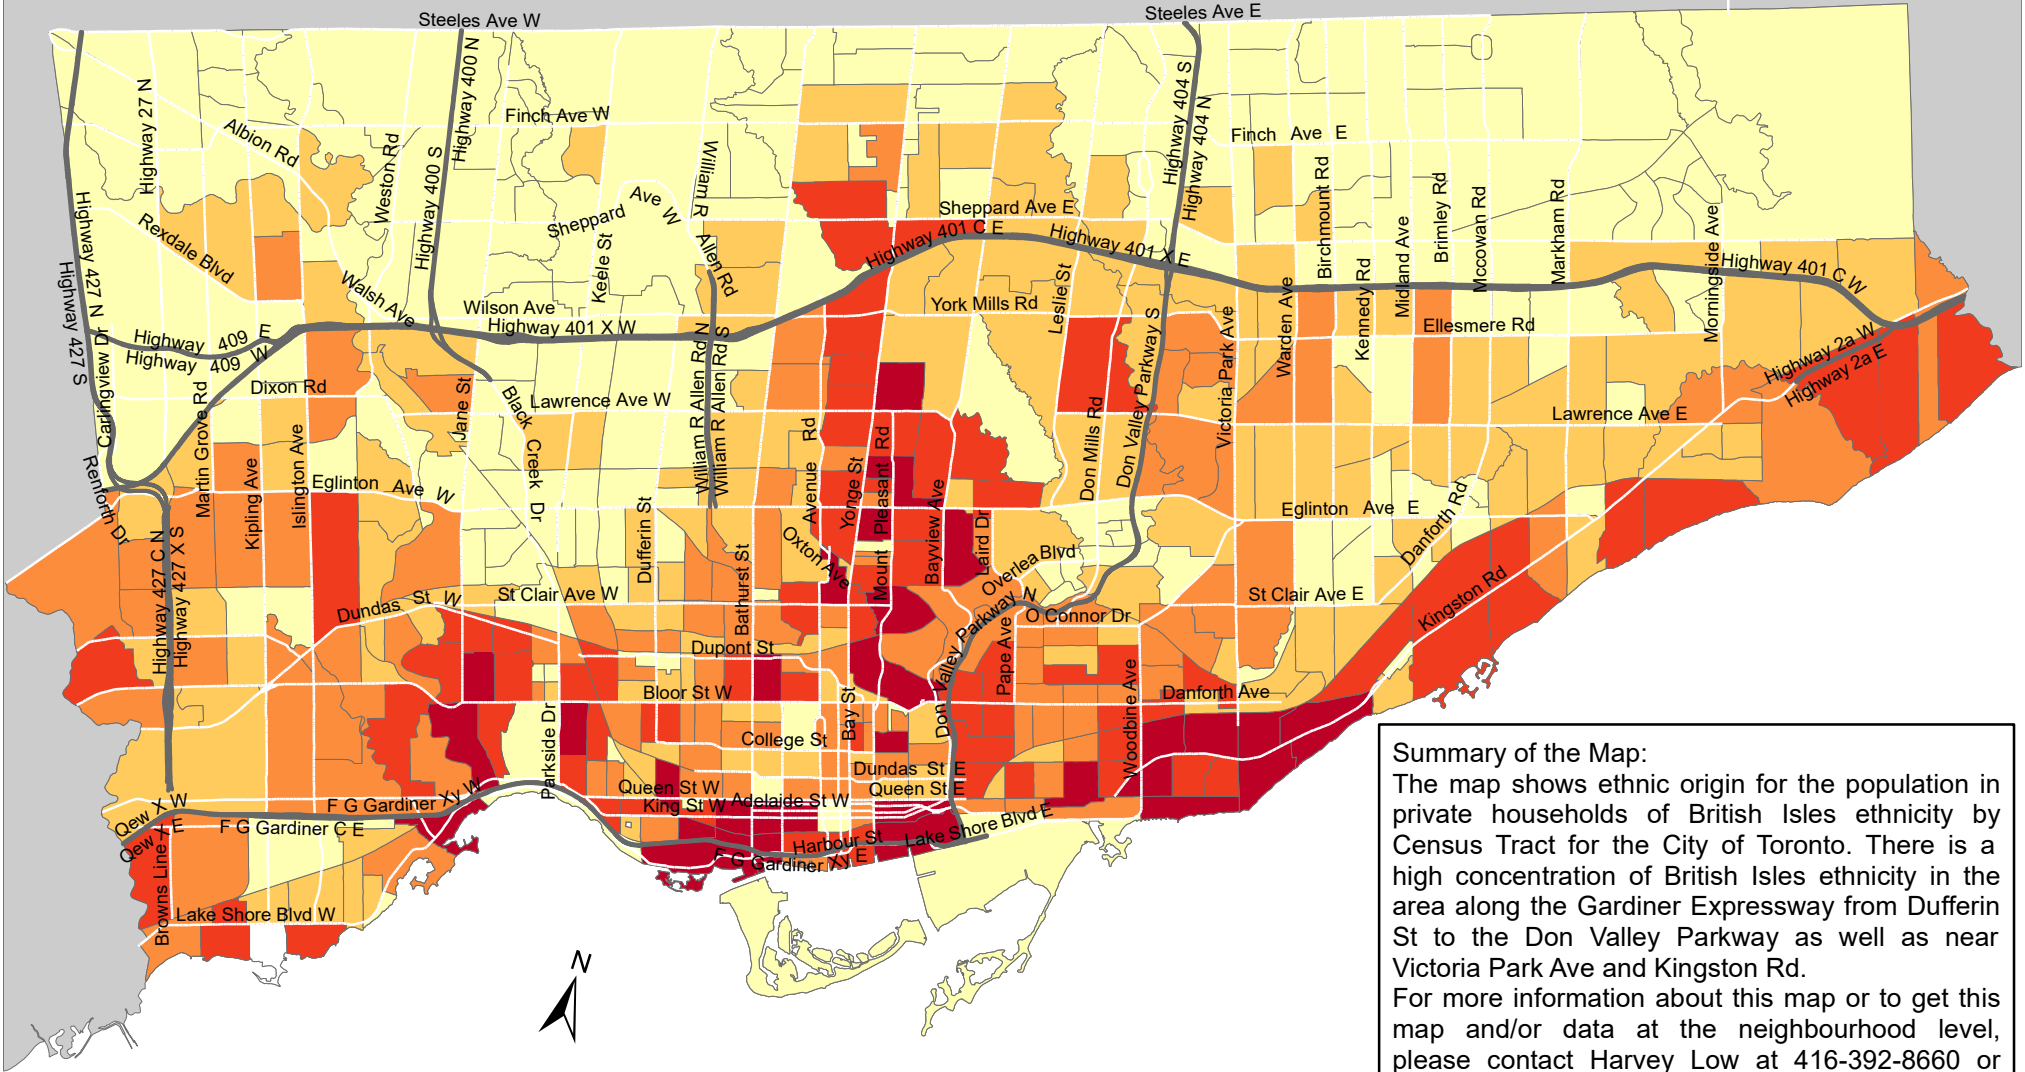 Steeles Ave W
Steeles Ave E
Highway 27 N
Albion Rd
Weston Rd
Highway 400 N
Highway 400 S
Finch Ave W
William R Allen Rd
Highway 404 S
Highway 404 N
Finch Ave E
Rexdale Blvd
Highway 427 N
Highway 427 S
Walsh Ave
Sheppard Ave W
Keele St
Sheppard Ave E
Highway 401 C E
Highway 401 X E
Leslie St
Birchmount Rd
Kennedy Rd
Midland Ave
Brimley Rd
Mccowan Rd
Markham Rd
Morningside Ave
Highway 401 C W
Wilson Ave
Highway 401 X W
York Mills Rd
Ellesmere Rd
Highway 409 E
Highway 409 W
Carlingview Dr
Dixon Rd
Martin Grove Rd
Jane St
Black Creek Dr
Lawrence Ave W
William R Allen Rd N
William R Allen Rd S
Don Valley Parkway S
Victoria Park Ave
Warden Ave
Highway 2a W
Highway 2a E
Lawrence Ave E
Renforth Dr
Kipling Ave
Islington Ave
Eglinton Ave W
Avenue Rd
Yonge St
Mount Pleasant Rd
Bayview Ave
Laird Dr
Don Mills Rd
Eglinton Ave E
Danforth Rd
Highway 427 C N
Highway 427 X S
Dufferin St
Bathurst St
Oxton Ave
Overlea Blvd
Dundas St W
St Clair Ave W
St Clair Ave E
Kingston Rd
Don Valley Parkway N
O Connor Dr
Pape Ave
Dupont St
Bloor St W
Bay St
Danforth Ave
Woodbine Ave
Parkside Dr
College St
Dundas St E
Queen St W
Queen St E
King St W
Adelaide St W
Qew X W
Qew X E
F G Gardiner Xy W
F G Gardiner C E
Harbour St
Lake Shore Blvd E
F G Gardiner Xy E
Browns Line
Lake Shore Blvd W
N
Summary of the Map:
The map shows ethnic origin for the population in
private households of British Isles ethnicity by
Census Tract for the City of Toronto. There is a
high concentration of British Isles ethnicity in the
area along the Gardiner Expressway from Dufferin
St to the Don Valley Parkway as well as near
Victoria Park Ave and Kingston Rd.
For more information about this map or to get this
map and/or data at the neighbourhood level,
please contact Harvey Low at 416-392-8660 or